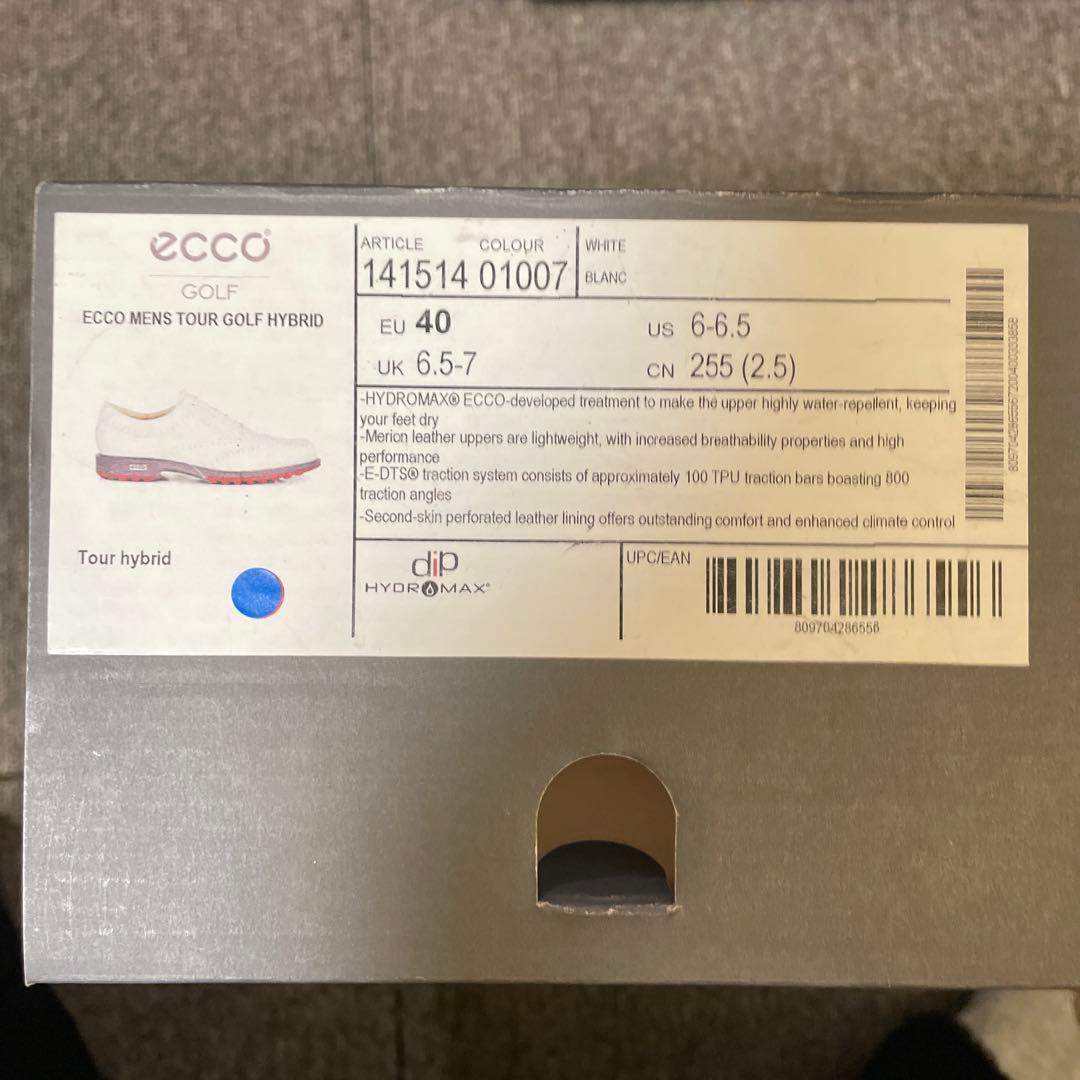 ecco
GOLF
ECCO MENS TOUR GOLF HYBRID
Tour hybrid
ARTICLE COLOUR
141514 01007
WHITE
BLANC
EU 40
US 6-6.5
UK 6.5-7
CN 255 (2.5)
-HYDROMAX® ECCO-developed treatment to make the upper highly water-repellent, keeping
your feet dry
-Merion leather uppers are lightweight, with increased breathability properties and high
performance
-E-DTS® traction system consists of approximately 100 TPU traction bars boasting 800
traction angles
-Second-skin perforated leather lining offers outstanding comfort and enhanced climate control
dip
HYDROMAX®
UPC/EAN
809704286556